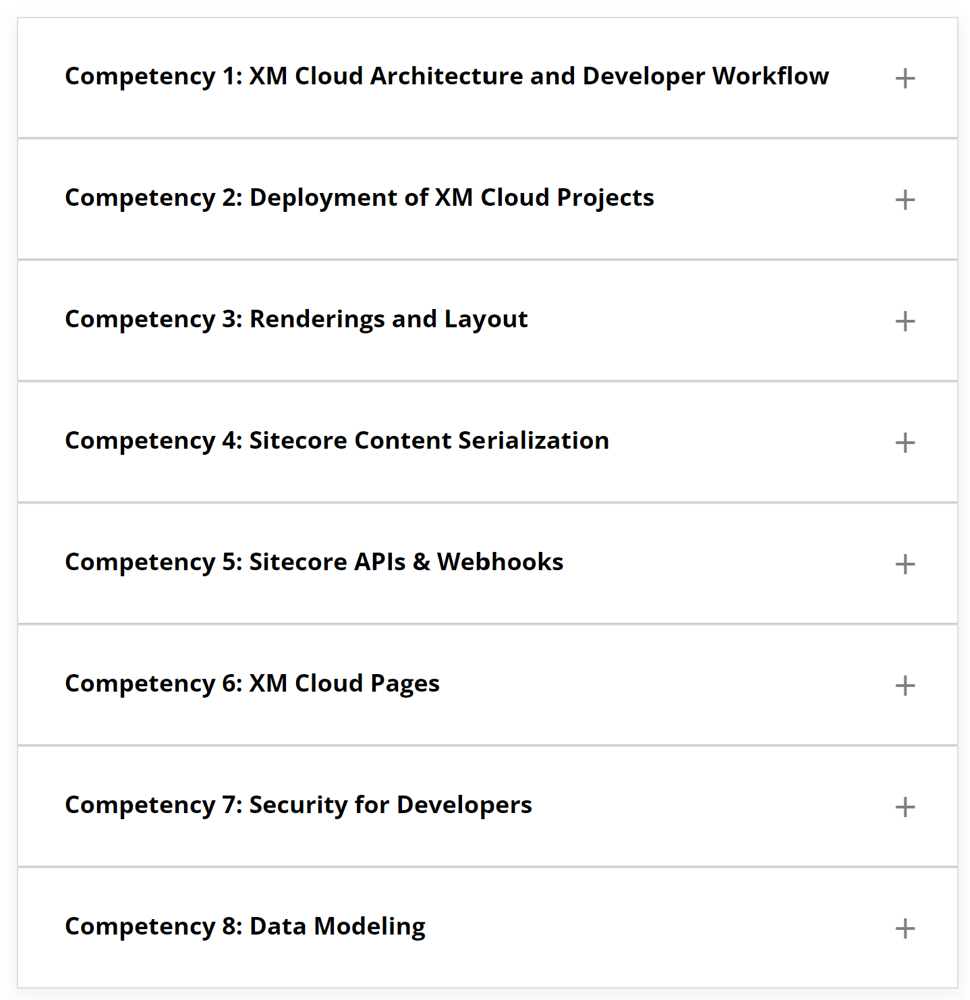 Competency 1: XM Cloud Architecture and Developer Workflow
Competency 2: Deployment of XM Cloud Projects
Competency 3: Renderings and Layout
Competency 4: Sitecore Content Serialization
Competency 5: Sitecore APIs & Webhooks
Competency 6: XM Cloud Pages
Competency 7: Security for Developers
Competency 8: Data Modeling